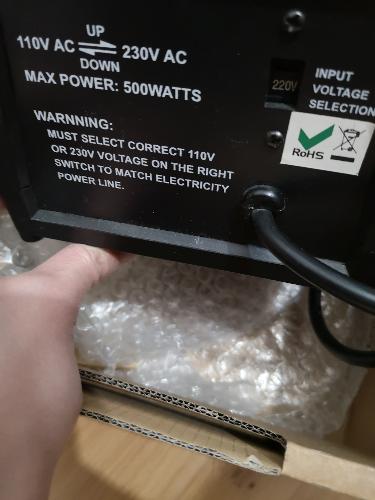 UP
110V AC ⇌ 230V AC
DOWN
MAX POWER: 500WATTS
WARNNING:
MUST SELECT CORRECT 110V
OR 230V VOLTAGE ON THE RIGHT
SWITCH TO MATCH ELECTRICITY
POWER LINE.
220V
INPUT
VOLTAGE
SELECTION
RoHS